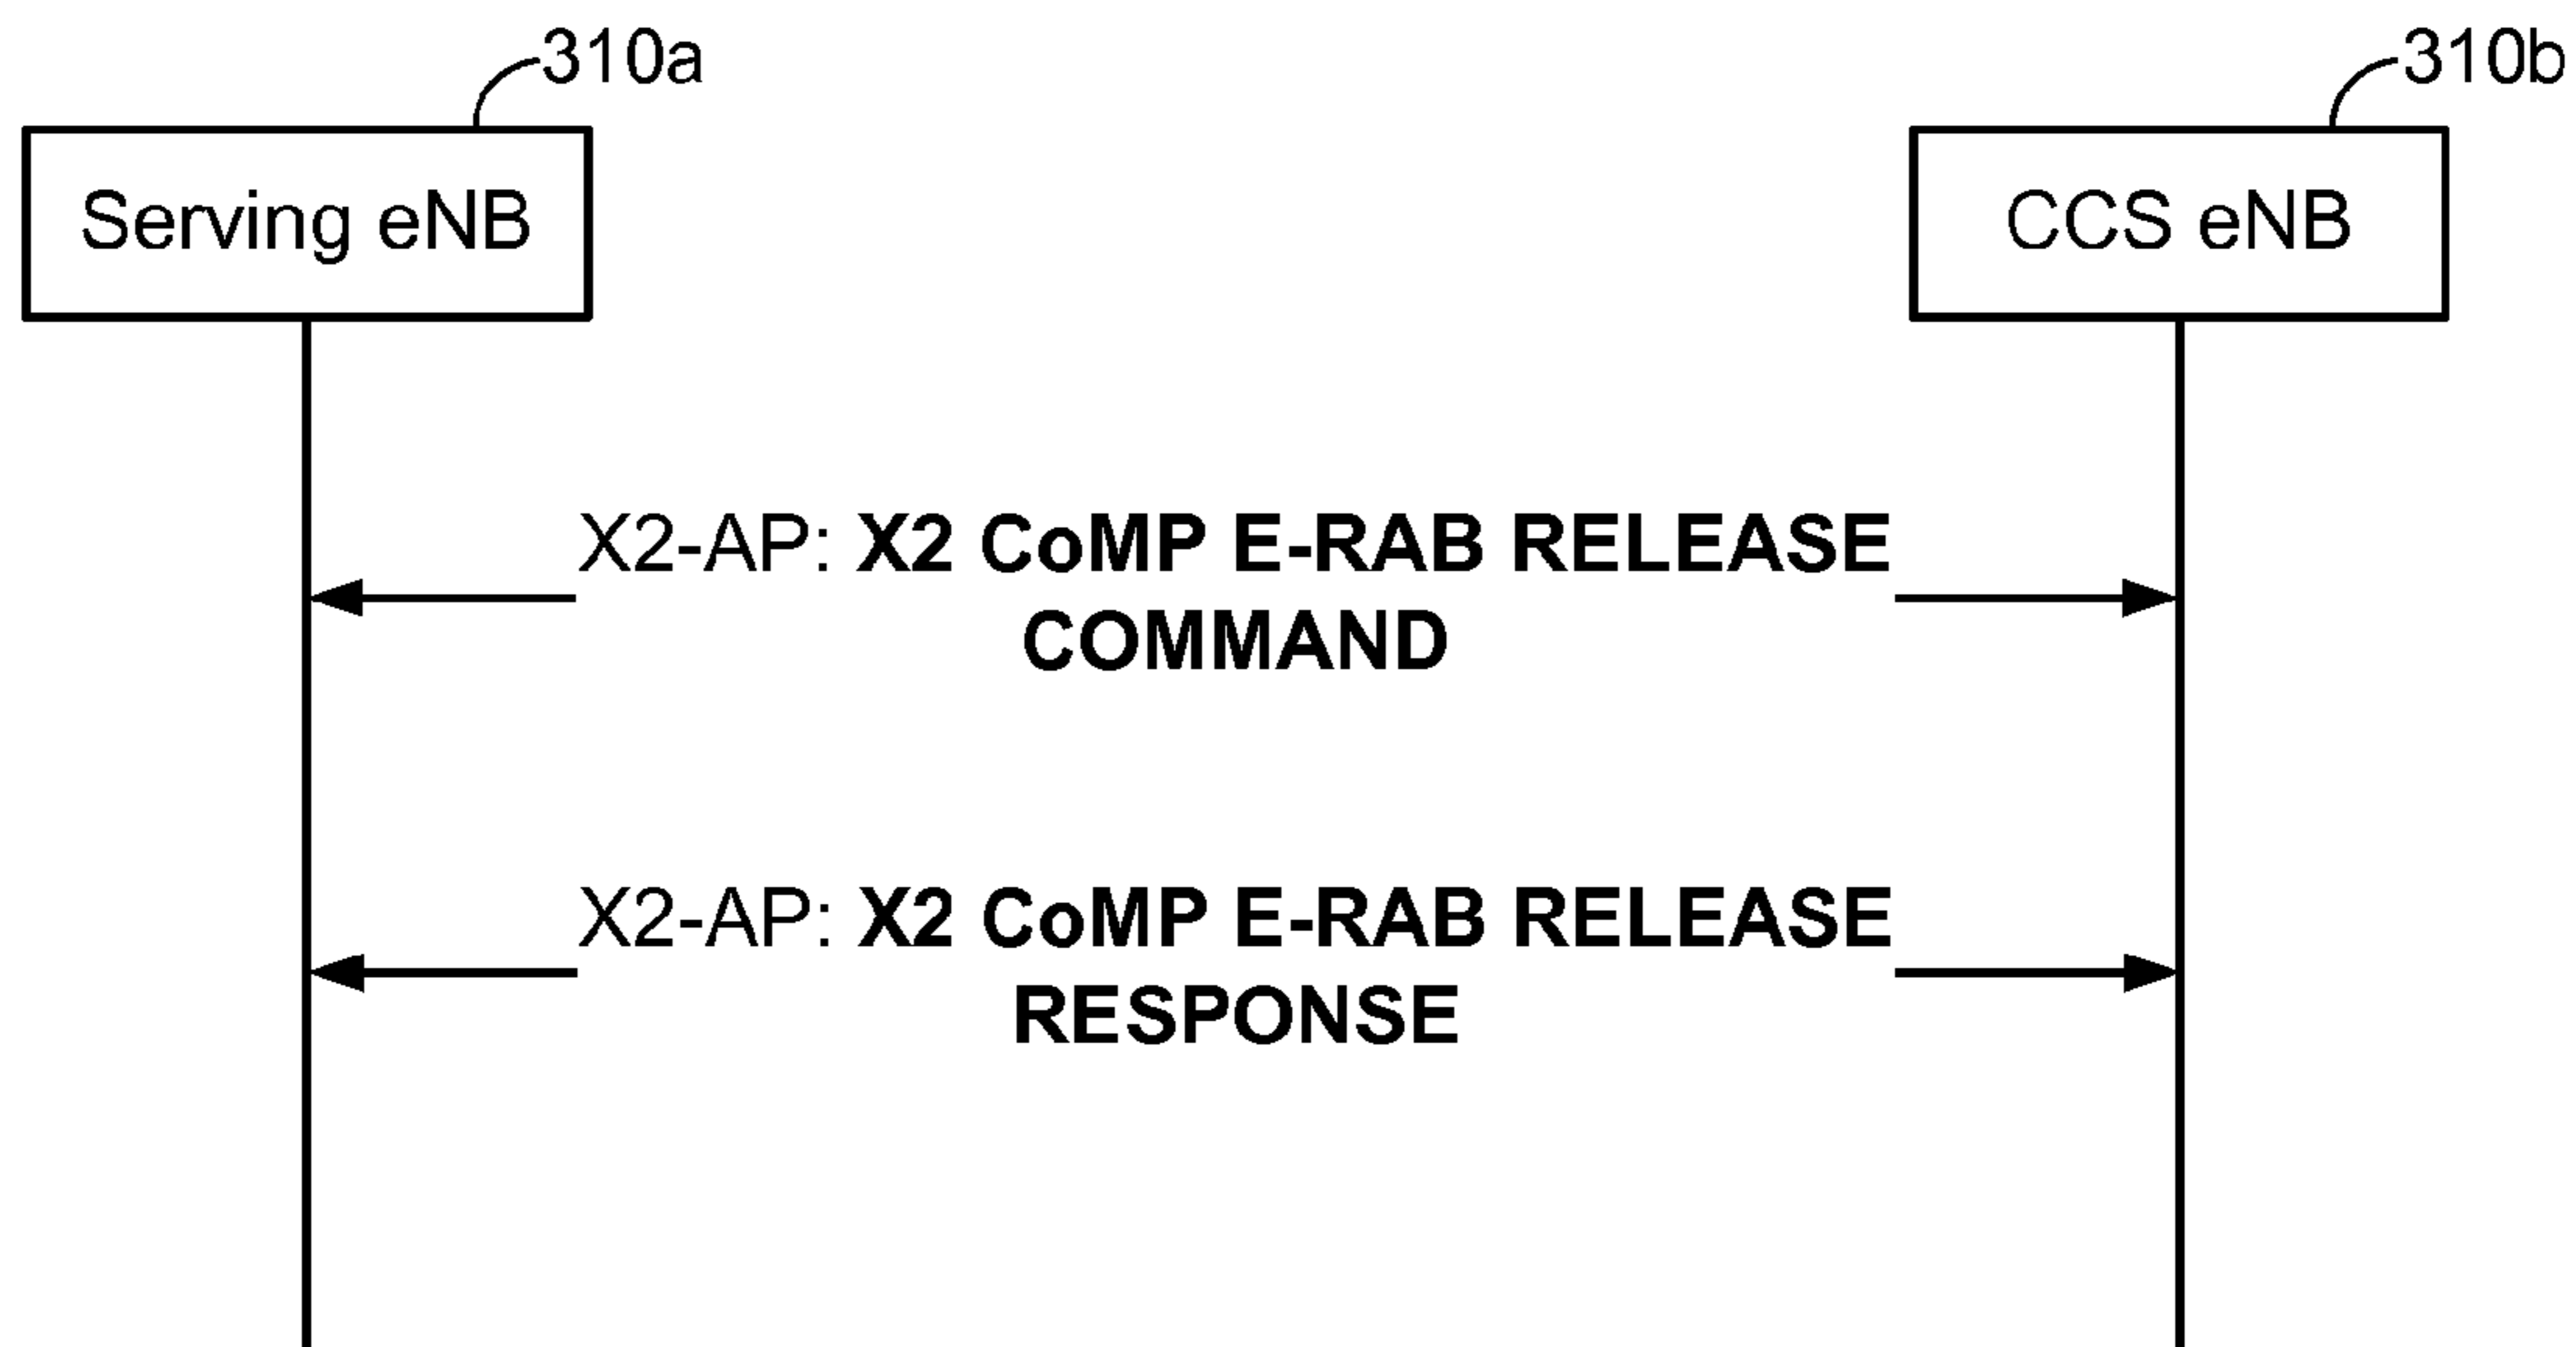 310a
310b
Serving eNB
CCS eNB
X2-AP: X2 CoMP E-RAB RELEASE
COMMAND
X2-AP: X2 CoMP E-RAB RELEASE
RESPONSE